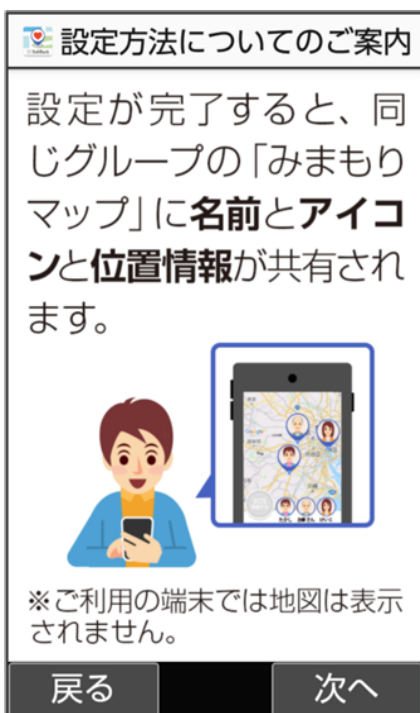 設定方法についてのご案内
設定が完了すると、同
じグループの「みまもり
マップ」に名前とアイコ
ンと位置情報が共有され
ます。
※ご利用の端末では地図は表示
されません。
戻る
次へ